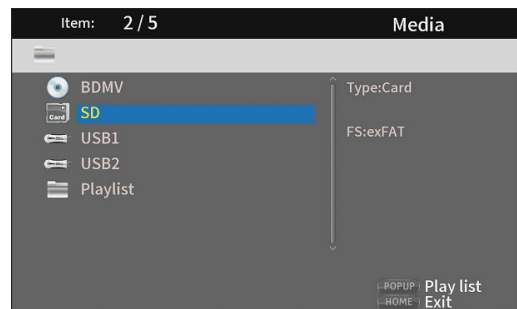 Item: 2/5 Media
BDMV
Type:Card
Card SD
FS:exFAT
USB1
USB2
Playlist
POPUP Play list
HOME Exit